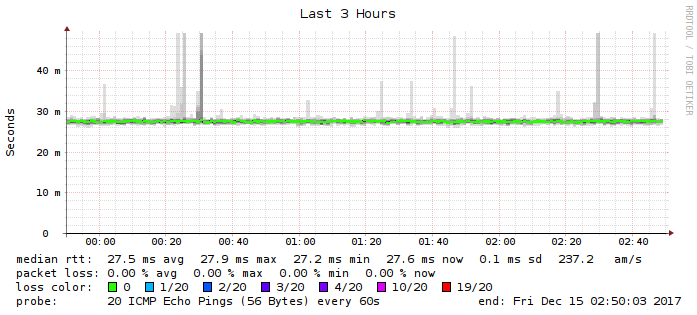 Last 3 Hours
RRDTOOL / TOBI OETIKER
Seconds
40 m
30 m
20 m
10 m
0
00:00 00:20 00:40 01:00 01:20 01:40 02:00 02:20 02:40
median rtt: 27.5 ms avg 27.9 ms max 27.2 ms min 27.6 ms now 0.1 ms sd 237.2 am/s
packet loss: 0.00 % avg 0.00 % max 0.00 % min 0.00 % now
loss color: 0 1/20 2/20 3/20 4/20 10/20 19/20
probe: 20 ICMP Echo Pings (56 Bytes) every 60s end: Fri Dec 15 02:50:03 2017